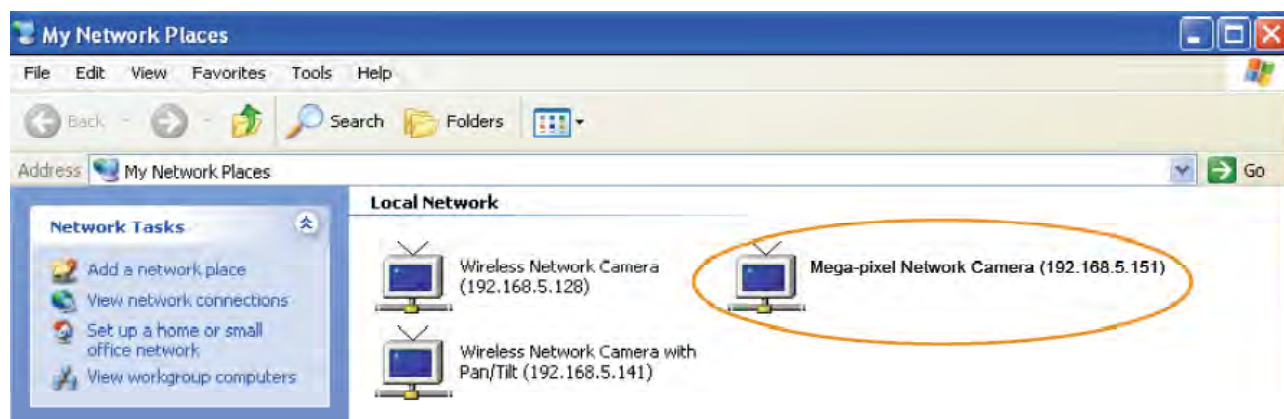 My Network Places
File Edit View Favorites Tools Help
Back Search Folders
Address My Network Places Go
Network Tasks
Add a network place
View network connections
Set up a home or small
office network
View workgroup computers
Local Network
Wireless Network Camera
(192.168.5.128)
Mega-pixel Network Camera (192.168.5.151)
Wireless Network Camera with
Pan/Tilt (192.168.5.141)